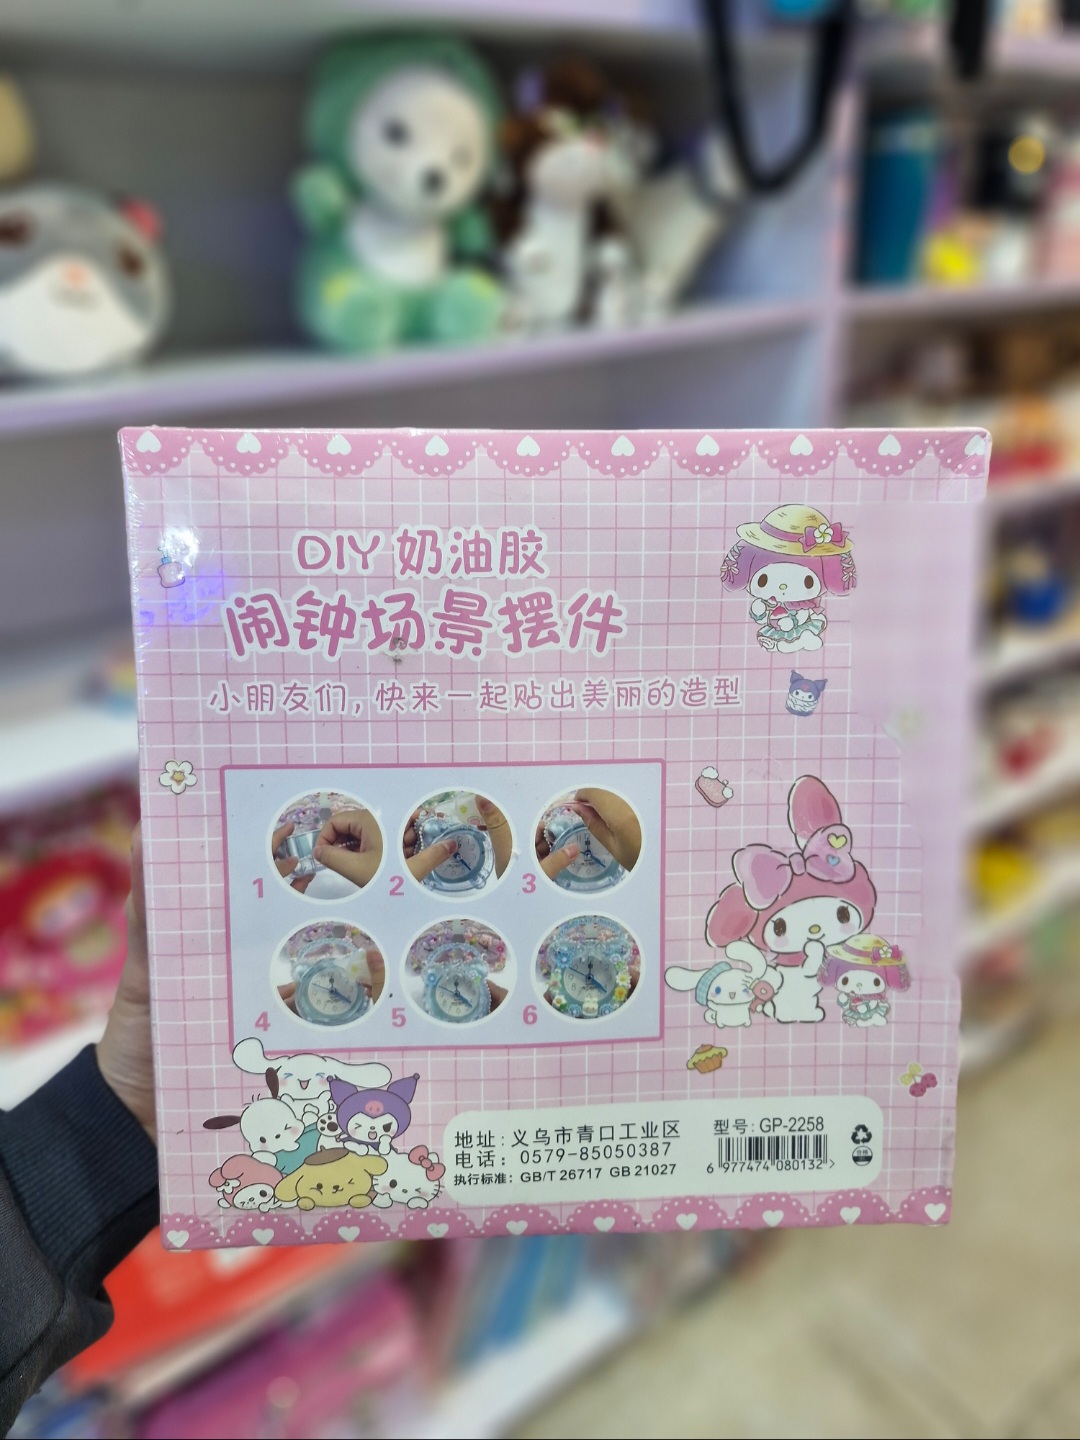 DIY 奶油胶
闹钟场景摆件
小朋友们，快来一起贴出美丽的造型
1
2
3
4
5
6
地址：义乌市青口工业区
电话：0579-85050387
执行标准：GB/T 26717 GB 21027
型号：GP-2258
6 977474 080132 >